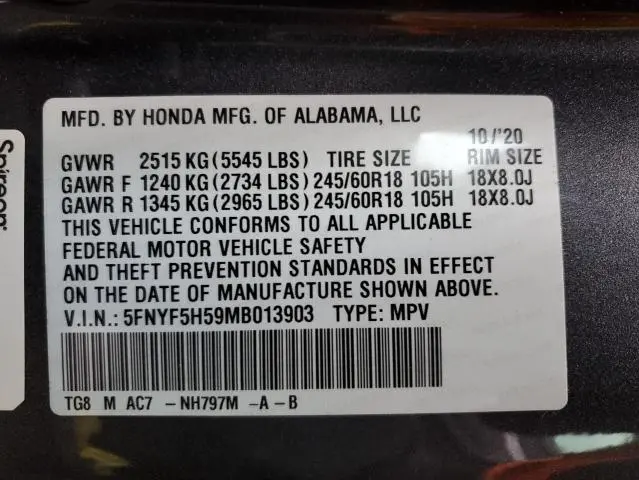 MFD. BY HONDA MFG. OF ALABAMA, LLC
10/'20
GVWR 2515 KG (5545 LBS) TIRE SIZE RIM SIZE
GAWR F 1240 KG (2734 LBS) 245/60R18 105H 18X8.0J
GAWR R 1345 KG (2965 LBS) 245/60R18 105H 18X8.0J
THIS VEHICLE CONFORMS TO ALL APPLICABLE
FEDERAL MOTOR VEHICLE SAFETY
AND THEFT PREVENTION STANDARDS IN EFFECT
ON THE DATE OF MANUFACTURE SHOWN ABOVE.
V.I.N.: 5FNYF5H59MB013903 TYPE: MPV
TG8 M AC7 -NH797M -A-B
Spireon